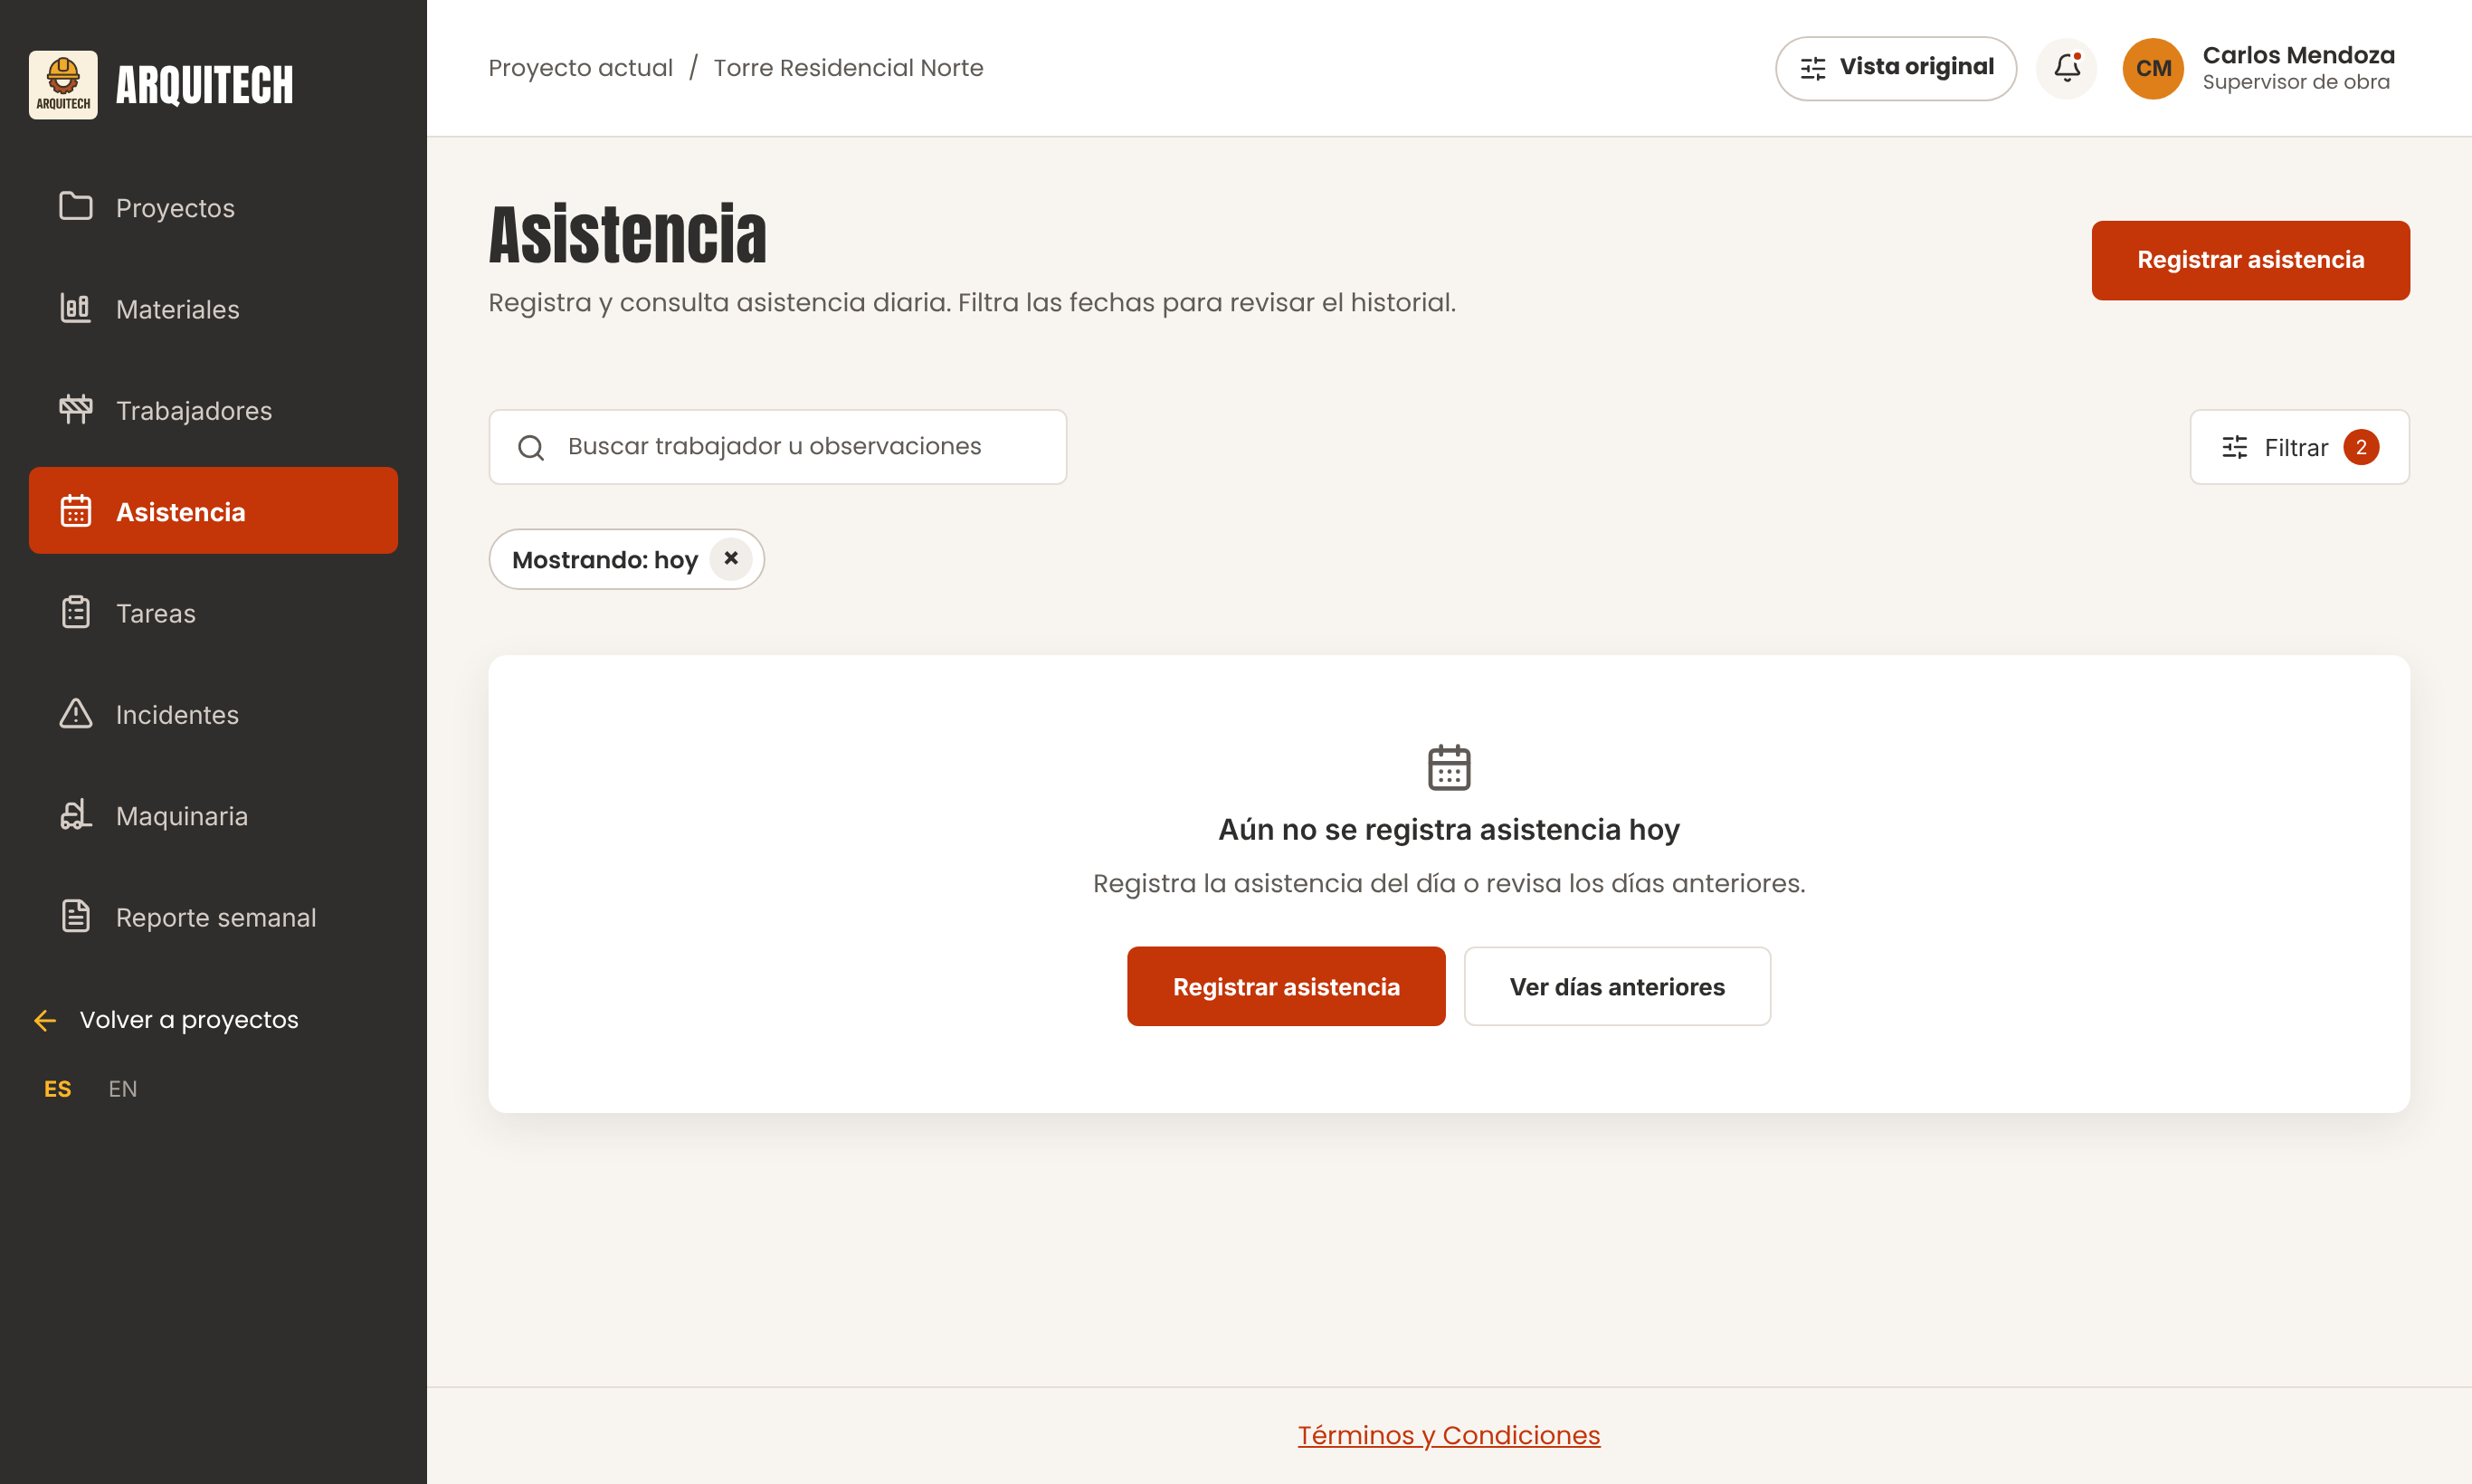 ARQUITECH
ARQUITECH
Proyectos
Materiales
Trabajadores
Asistencia
Tareas
Incidentes
Maquinaria
Reporte semanal
Volver a proyectos
ES EN
Proyecto actual / Torre Residencial Norte
Vista original
CM
Carlos Mendoza
Supervisor de obra
Asistencia
Registra y consulta asistencia diaria. Filtra las fechas para revisar el historial.
Registrar asistencia
Buscar trabajador u observaciones
Filtrar 2
Mostrando: hoy ×
Aún no se registra asistencia hoy
Registra la asistencia del día o revisa los días anteriores.
Registrar asistencia
Ver días anteriores
Términos y Condiciones